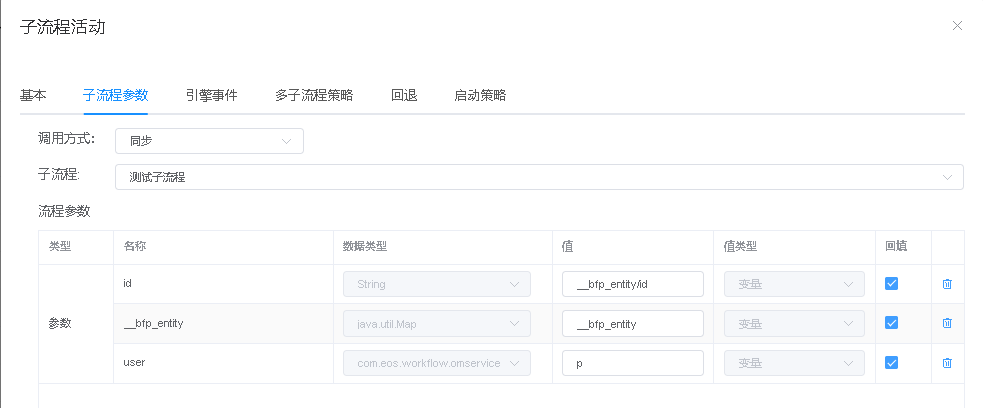 子流程活动
基本 子流程参数 引擎事件 多子流程策略 回退 启动策略
调用方式: 同步
子流程: 测试子流程
流程参数
类型 名称 数据类型 值 值类型 回填
id String __bfp_entity/id 变量
参数 __bfp_entity java.util.Map __bfp_entity 变量
user com.eos.workflow.omservice p 变量